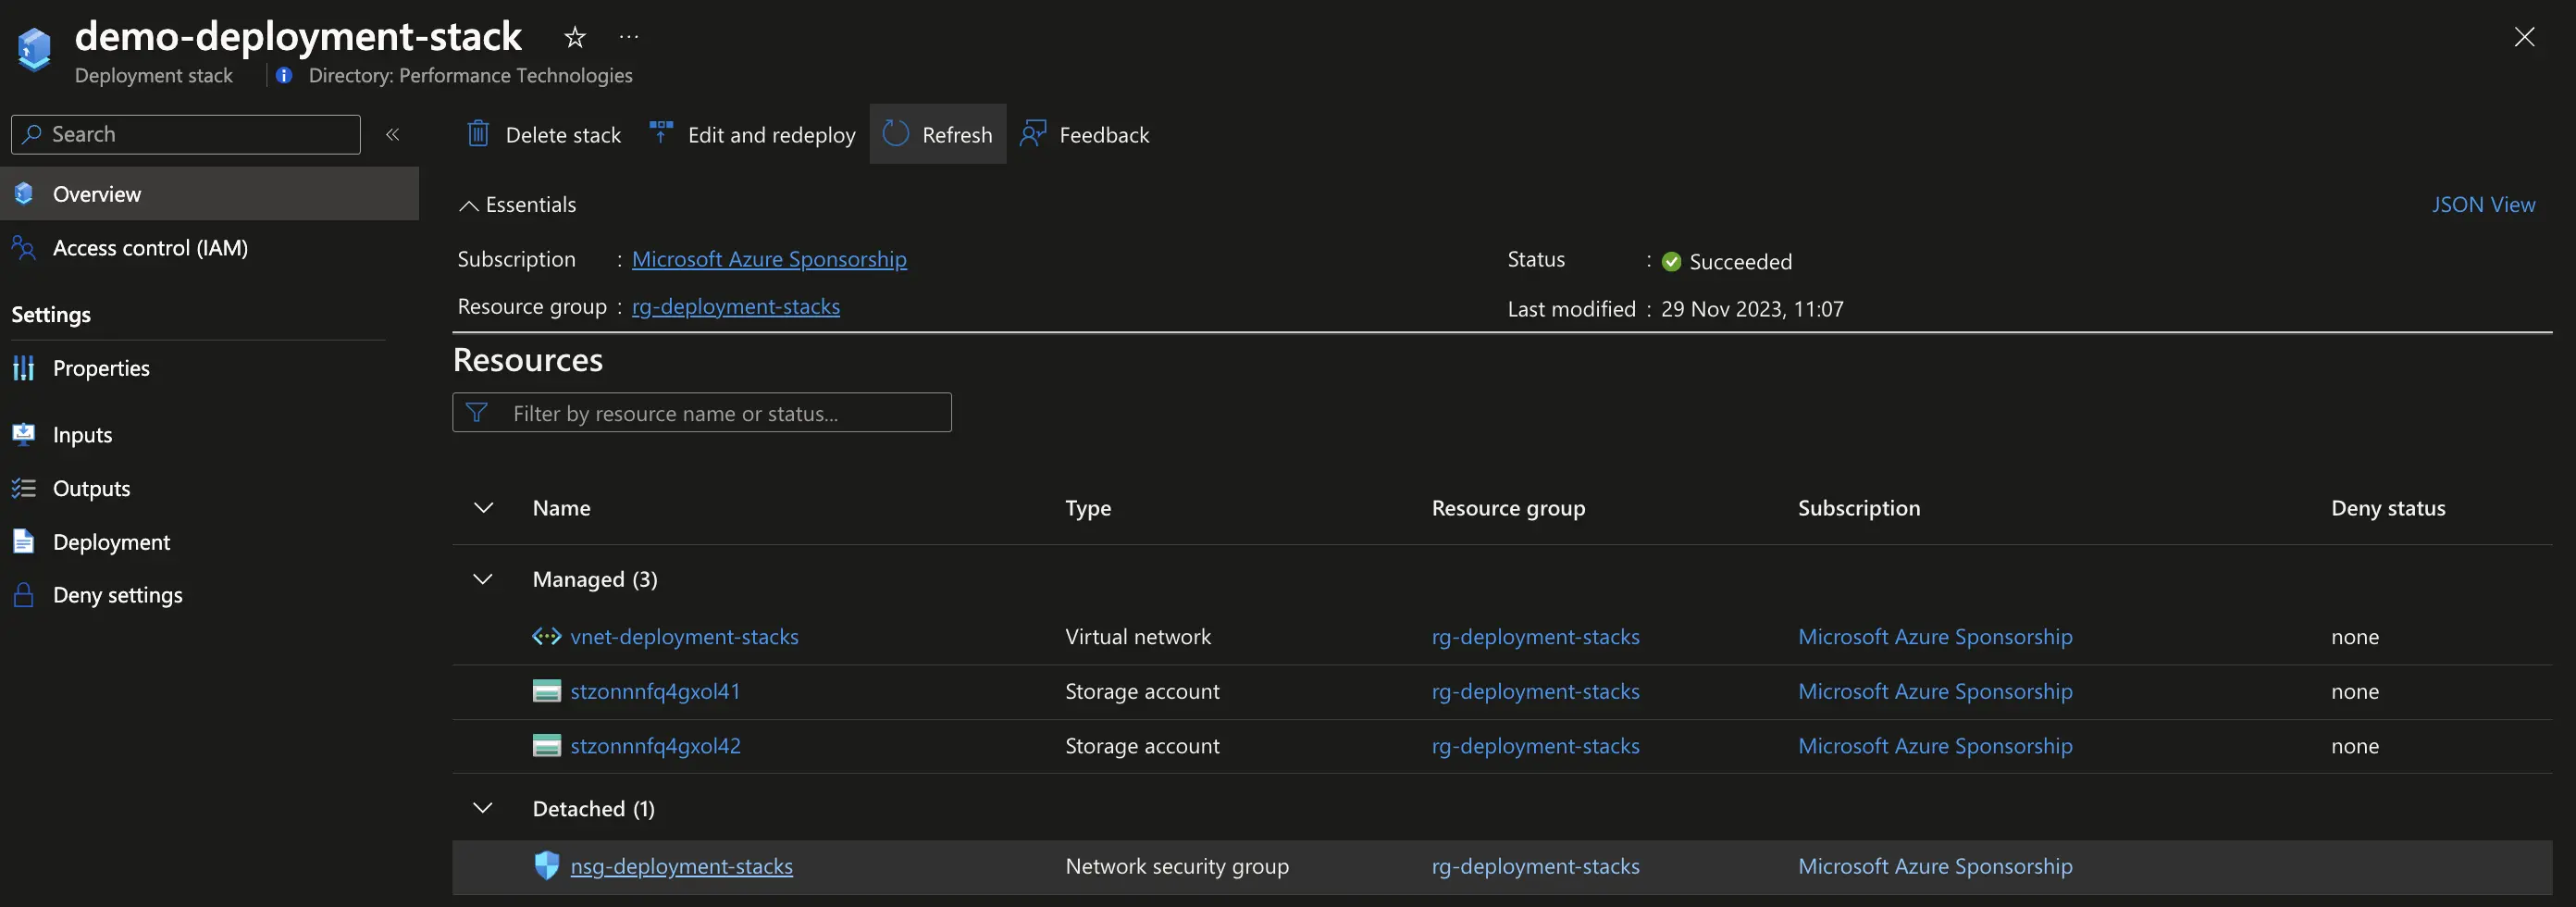 demo-deployment-stack
Deployment stack
Directory: Performance Technologies
Search
Delete stack
Edit and redeploy
Refresh
Feedback
Overview
Access control (IAM)
Settings
Properties
Inputs
Outputs
Deployment
Deny settings
Essentials
JSON View
Subscription : Microsoft Azure Sponsorship
Status : Succeeded
Resource group : rg-deployment-stacks
Last modified : 29 Nov 2023, 11:07
Resources
Filter by resource name or status...
Name Type Resource group Subscription Deny status
Managed (3)
vnet-deployment-stacks Virtual network rg-deployment-stacks Microsoft Azure Sponsorship none
stzonnnfq4gxol41 Storage account rg-deployment-stacks Microsoft Azure Sponsorship none
stzonnnfq4gxol42 Storage account rg-deployment-stacks Microsoft Azure Sponsorship none
Detached (1)
nsg-deployment-stacks Network security group rg-deployment-stacks Microsoft Azure Sponsorship